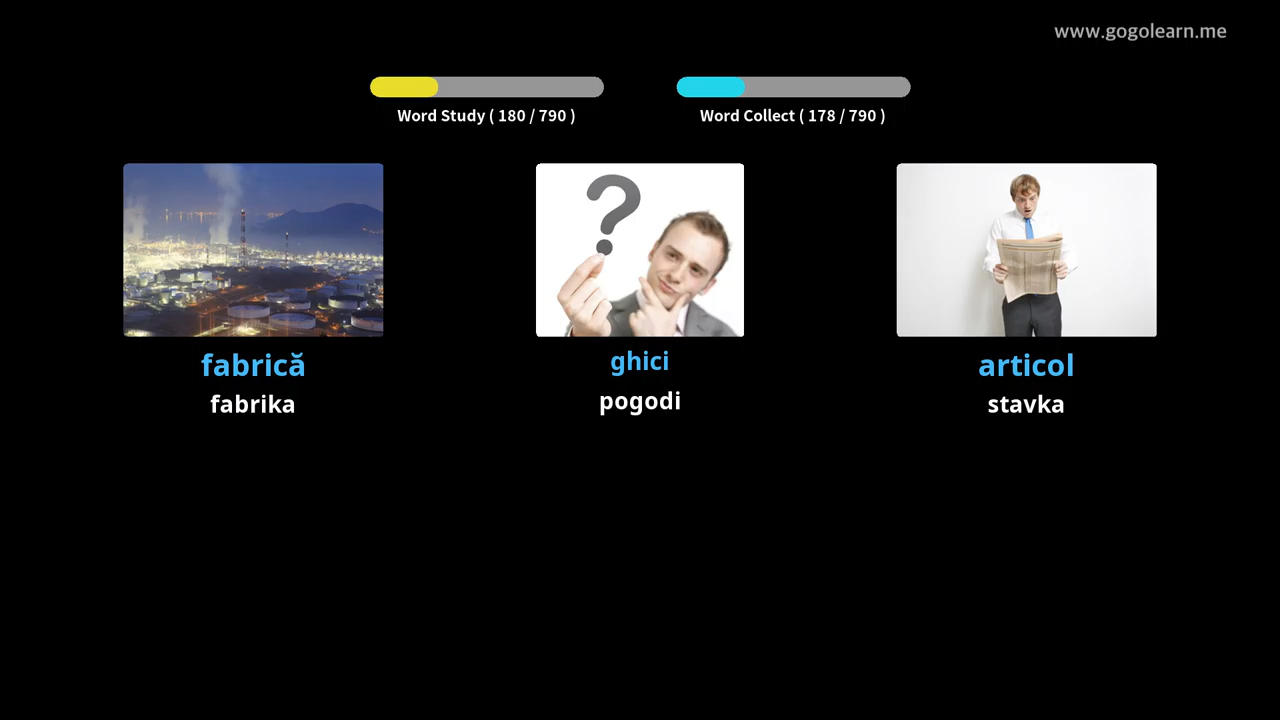 www.gogolearn.me
Word Study ( 180 / 790 )
Word Collect ( 178 / 790 )
fabrică
fabrika
ghici
pogodi
articol
stavka